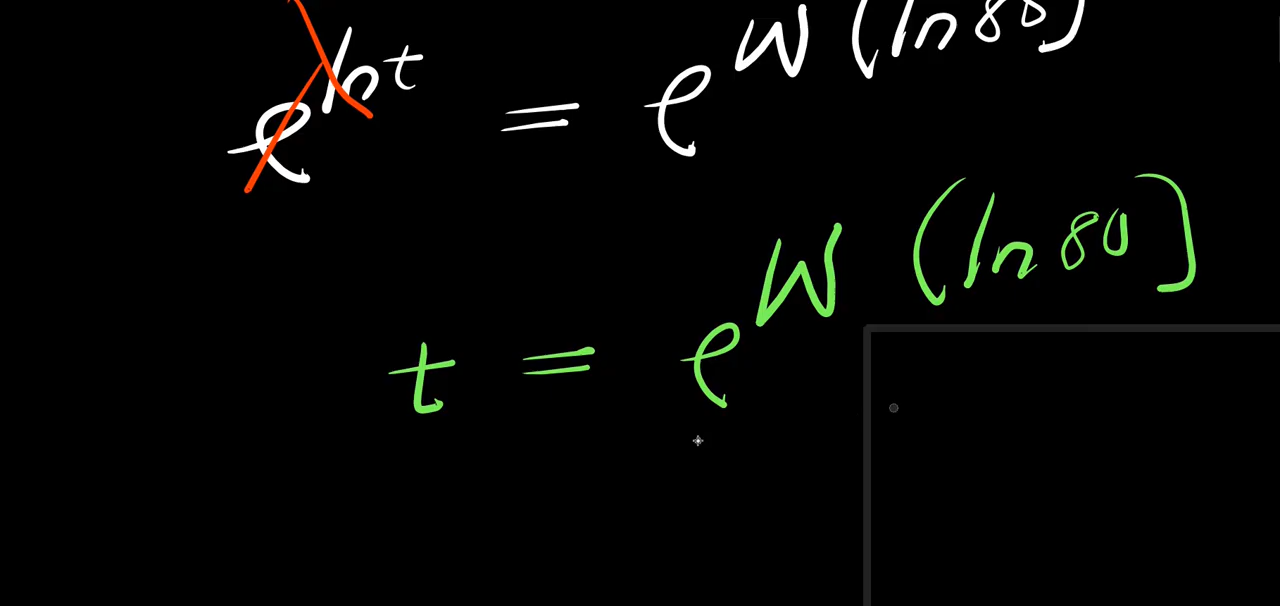 e^{ln t} = e^{W(ln 80)}
t = e^{W(ln 80)}